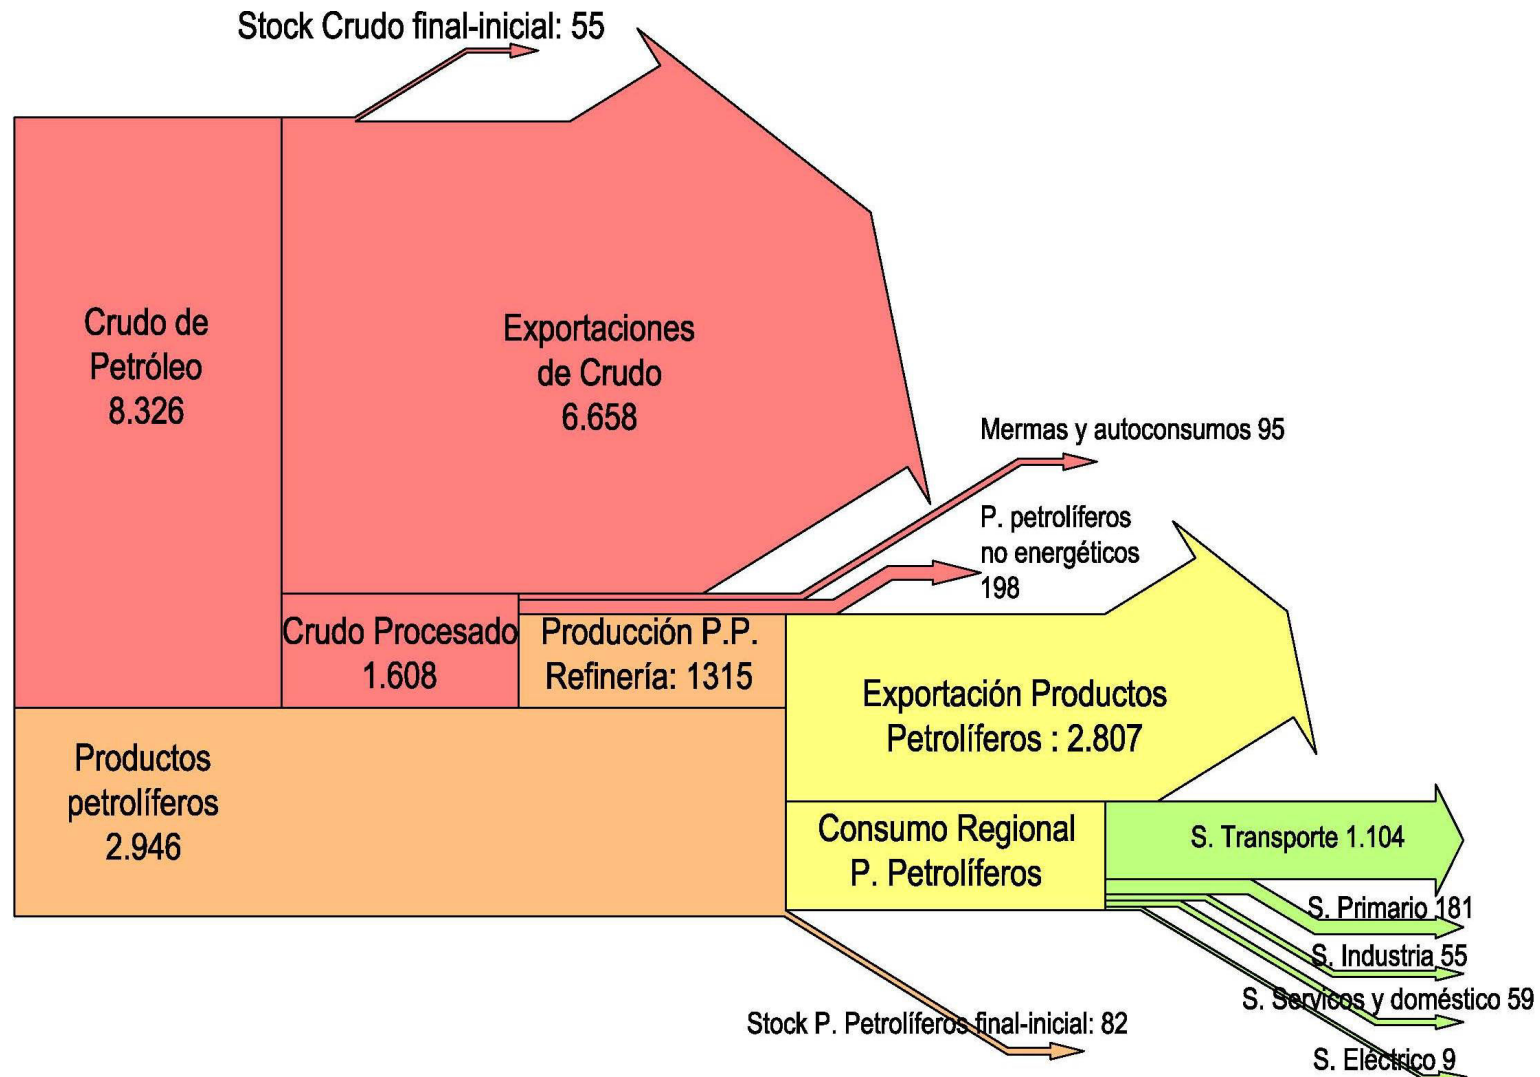 Stock Crudo final-inicial: 55
Crudo de
Petróleo
8.326
Exportaciones
de Crudo
6.658
Mermas y autoconsumos 95
P. petrolíferos
no energéticos
198
Crudo Procesado
1.608
Producción P.P.
Refinería: 1315
Exportación Productos
Petrolíferos : 2.807
Productos
petrolíferos
2.946
Consumo Regional
P. Petrolíferos
S. Transporte 1.104
S. Primario 181
S. Industria 55
S. Servicos y doméstico 59
Stock P. Petrolíferos final-inicial: 82
S. Eléctrico 9